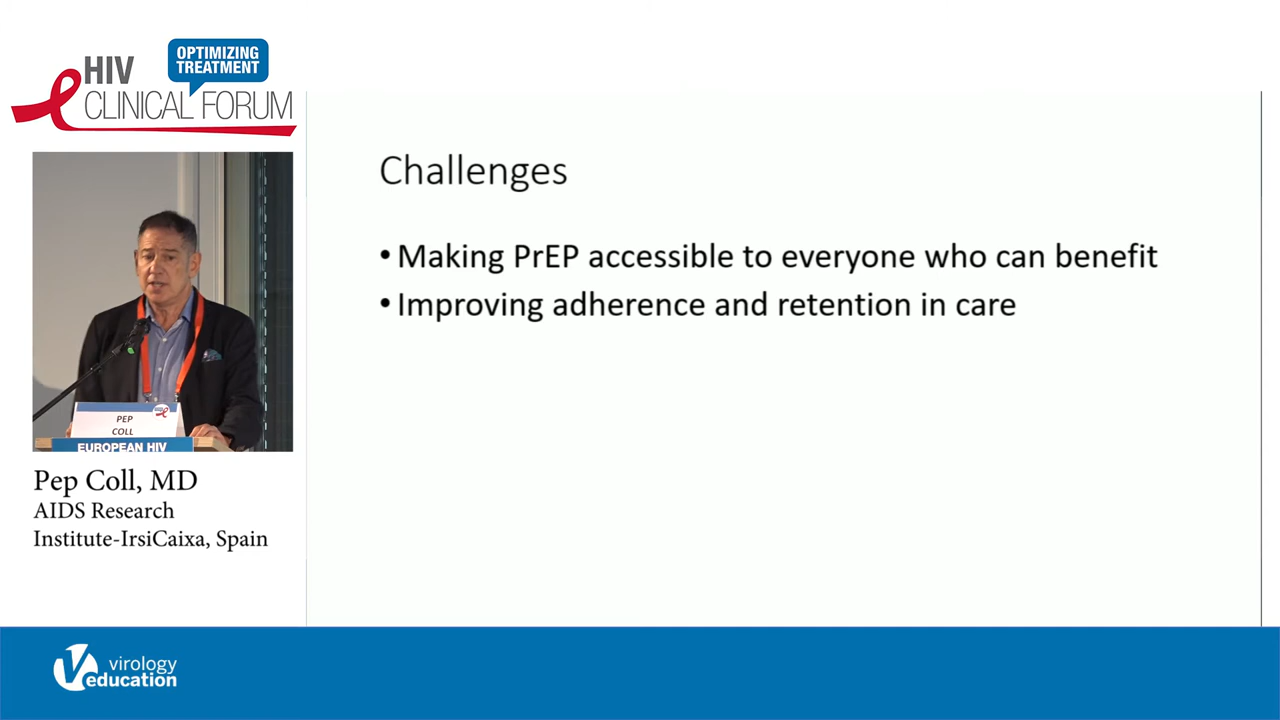 OPTIMIZING
TREATMENT
HIV
CLINICAL FORUM
PEP
COLL
EUROPEAN HIV
Pep Coll, MD
AIDS Research
Institute-IrsiCaixa, Spain
Challenges
• Making PrEP accessible to everyone who can benefit
• Improving adherence and retention in care
virology
education